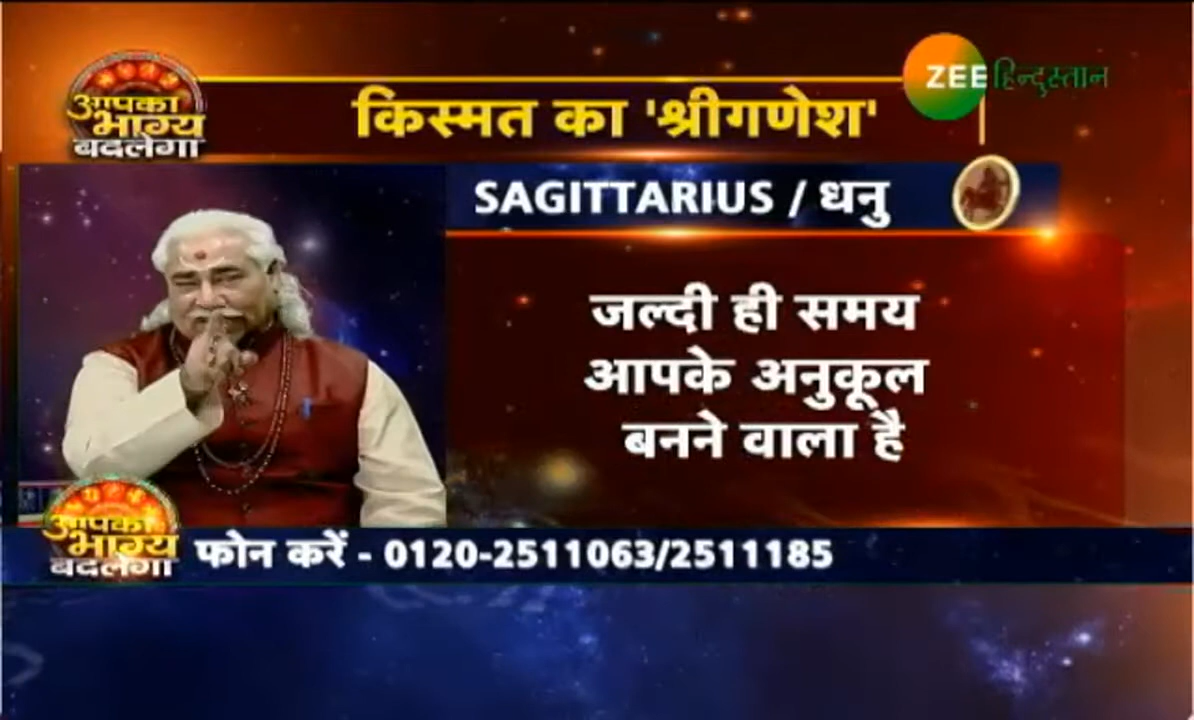 आपका
भाग्य
बदलेगा
किस्मत का 'श्रीगणेश'
ZEE हिन्दुस्तान
SAGITTARIUS / धनु
जल्दी ही समय
आपके अनुकूल
बनने वाला है
आपका
भाग्य
बदलेगा
फोन करें - 0120-2511063/2511185